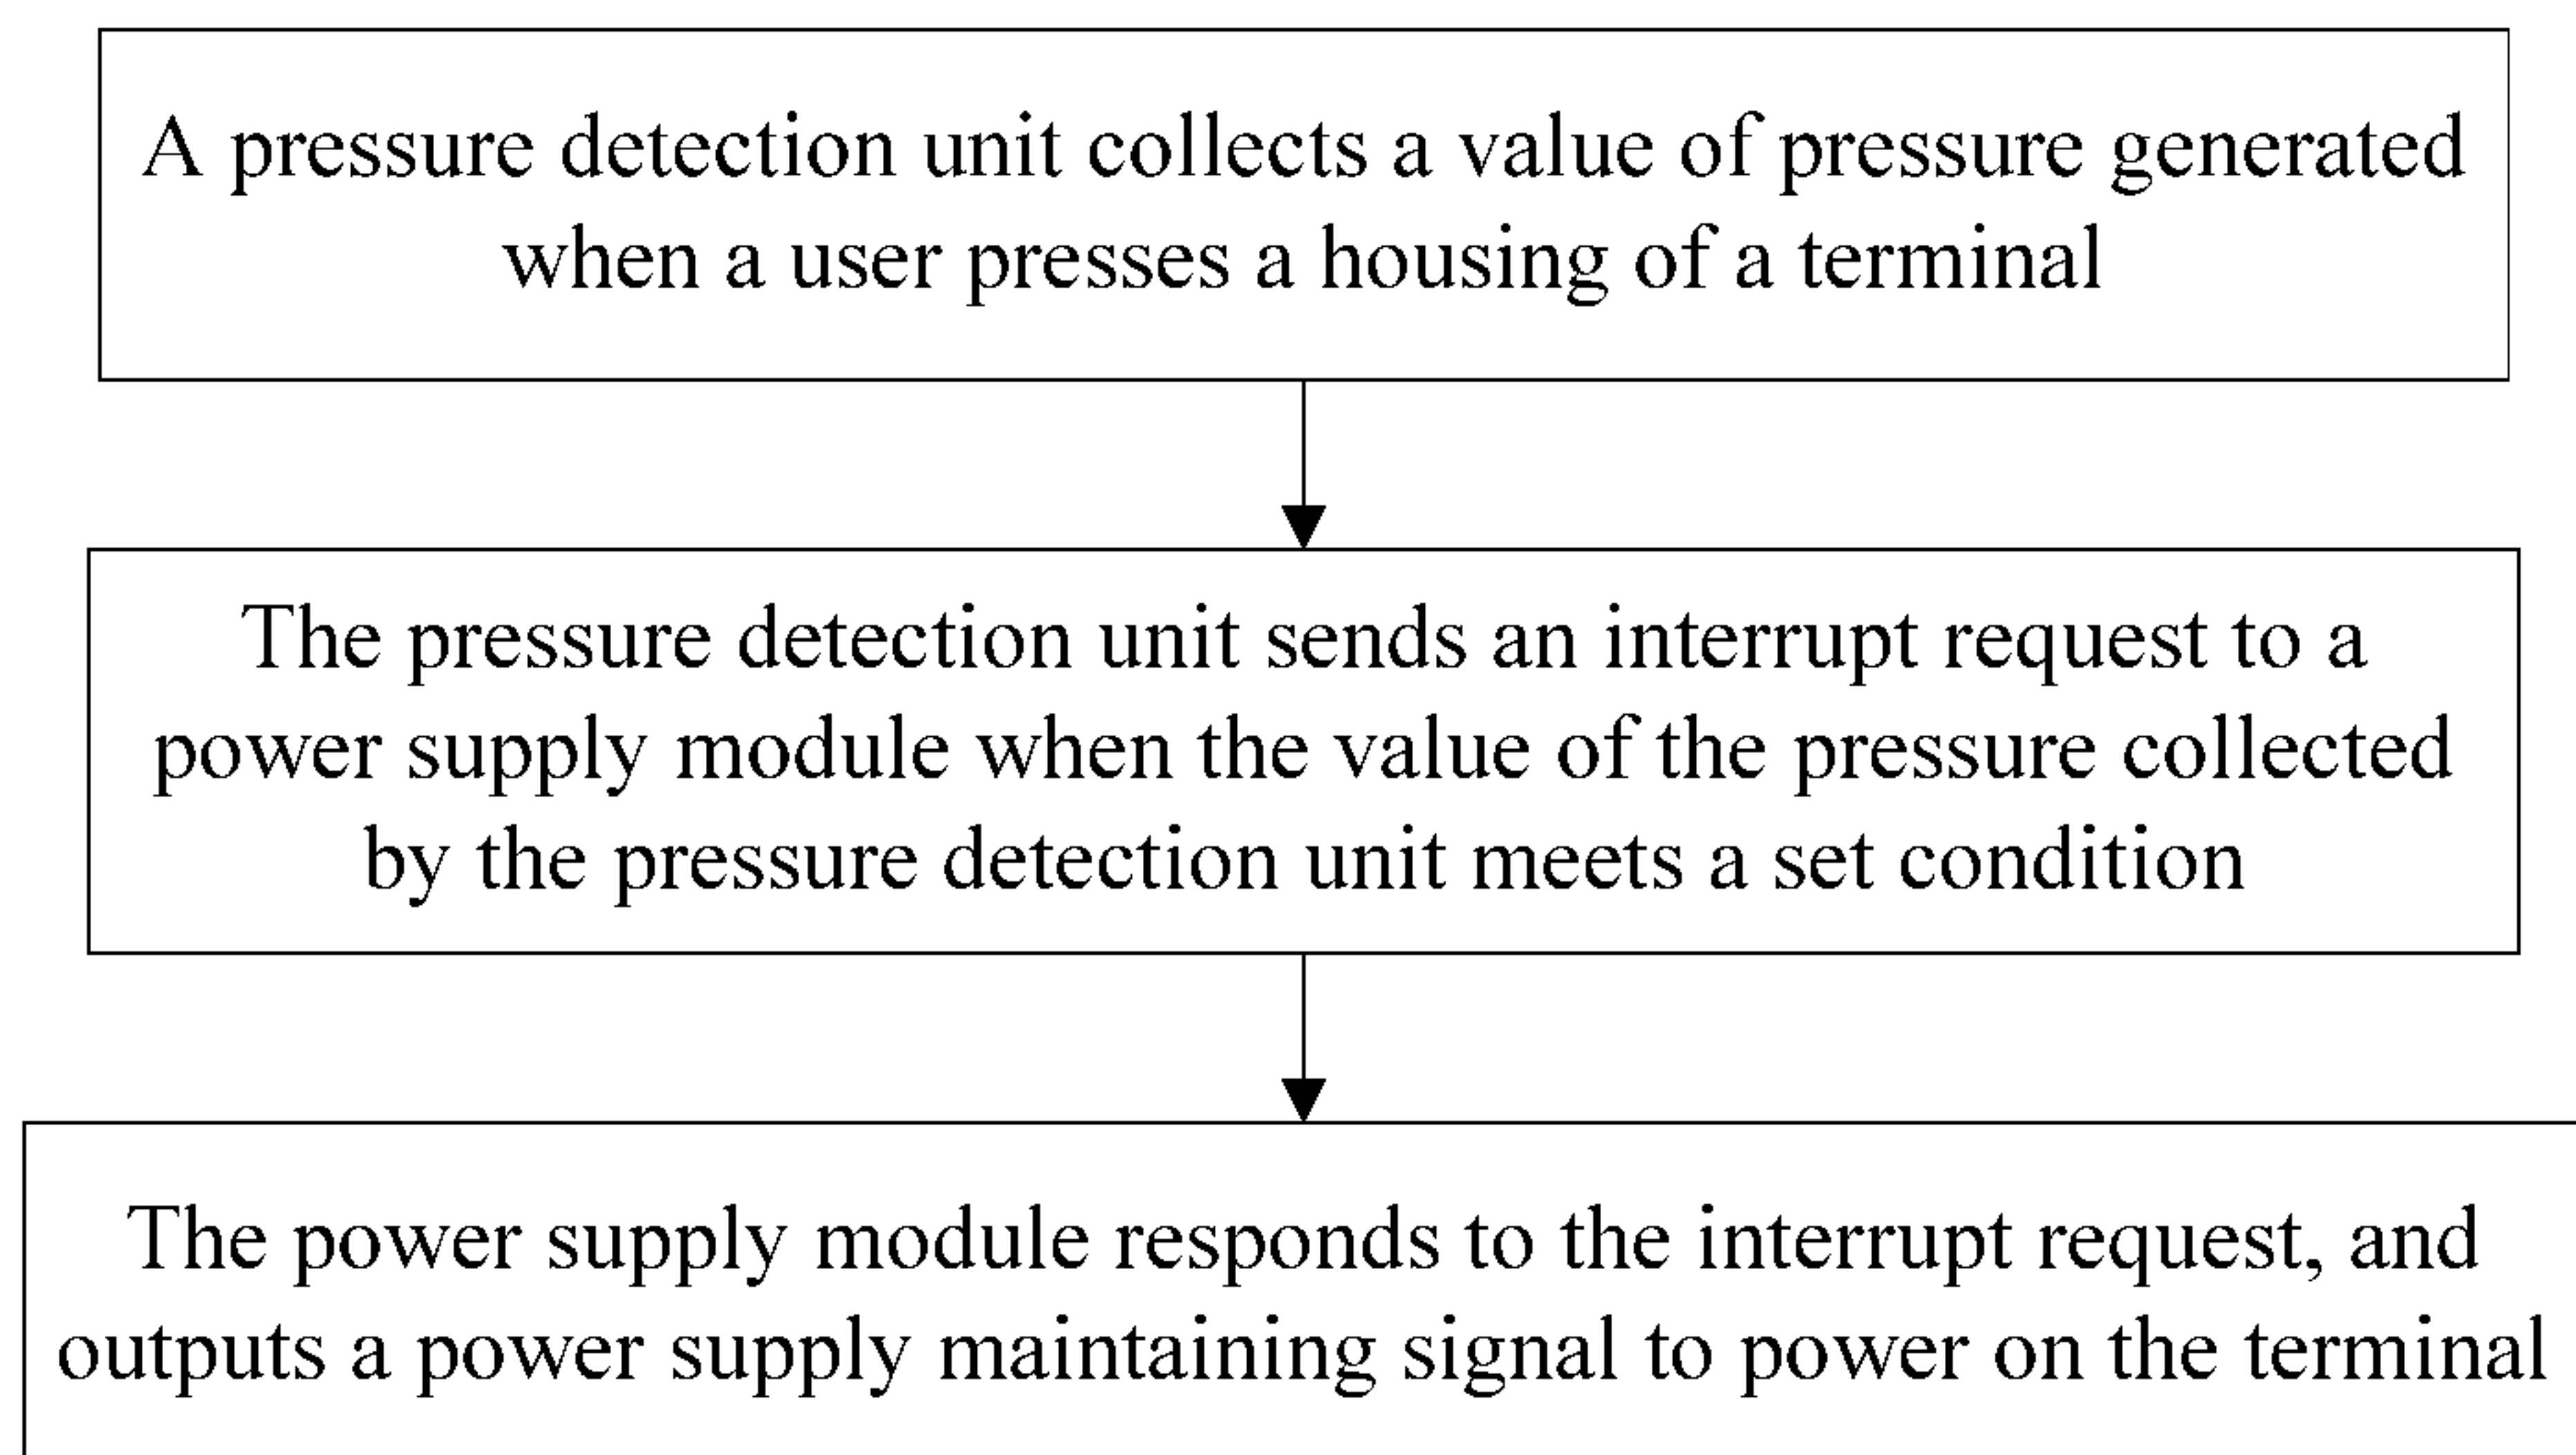 A pressure detection unit collects a value of pressure generated
when a user presses a housing of a terminal
The pressure detection unit sends an interrupt request to a
power supply module when the value of the pressure collected
by the pressure detection unit meets a set condition
The power supply module responds to the interrupt request, and
outputs a power supply maintaining signal to power on the terminal